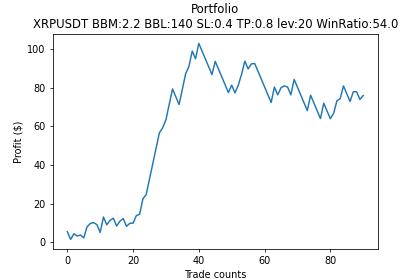 Portfolio
XRPUSDT BBM:2.2 BBL:140 SL:0.4 TP:0.8 lev:20 WinRatio:54.0
100
80
60
40
20
0
Profit ($)
0 20 40 60 80
Trade counts